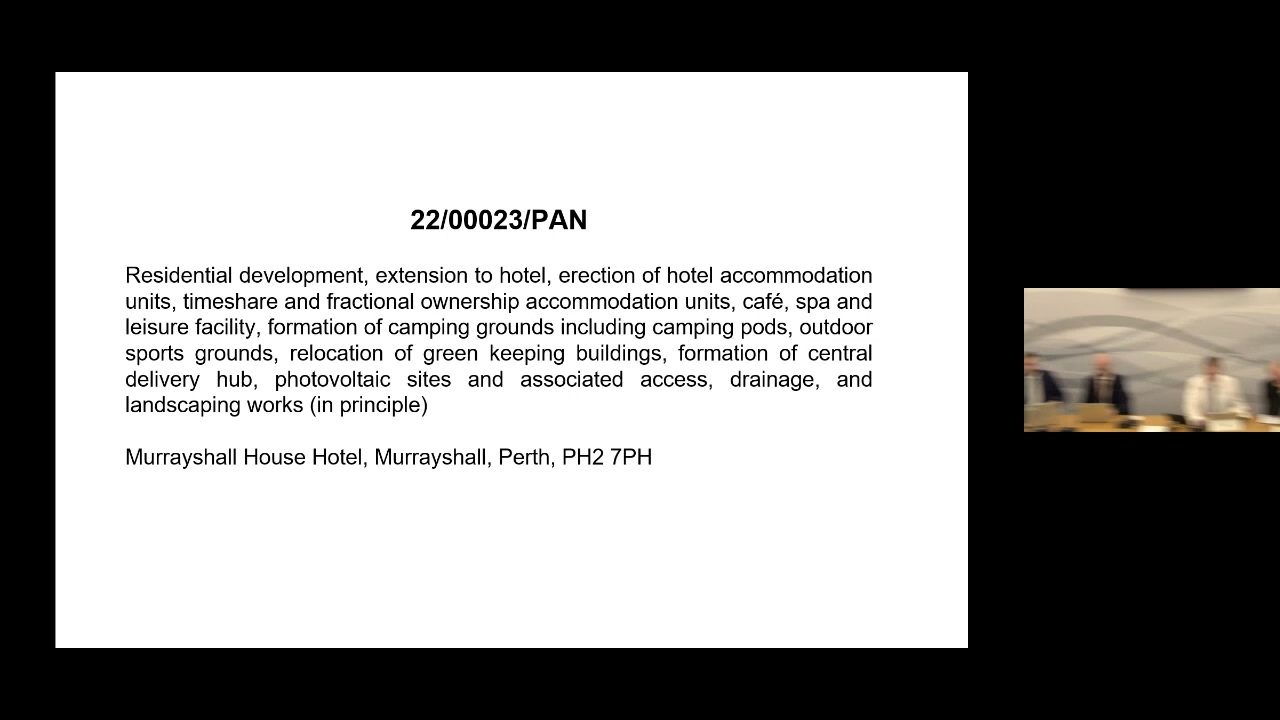 22/00023/PAN
Residential development, extension to hotel, erection of hotel accommodation
units, timeshare and fractional ownership accommodation units, café, spa and
leisure facility, formation of camping grounds including camping pods, outdoor
sports grounds, relocation of green keeping buildings, formation of central
delivery hub, photovoltaic sites and associated access, drainage, and
landscaping works (in principle)
Murrayshall House Hotel, Murrayshall, Perth, PH2 7PH